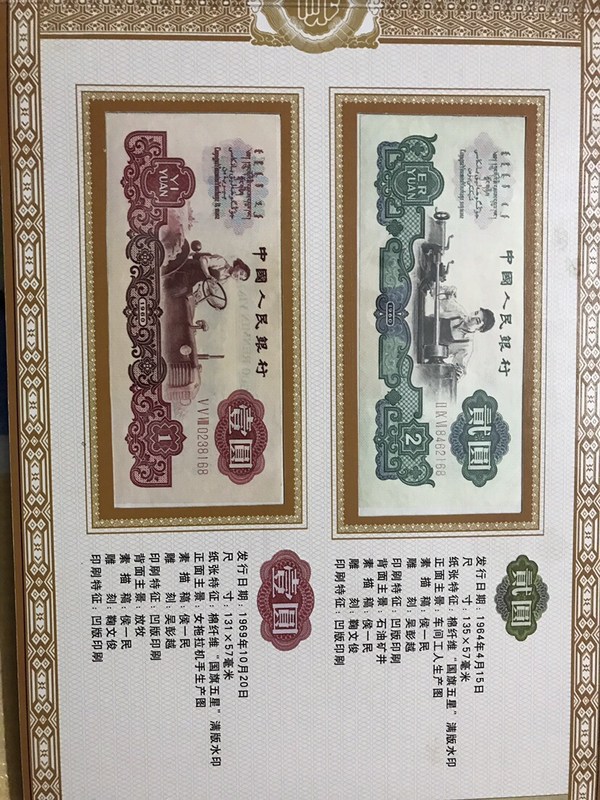 中國人民銀行
ER YUAN
1960
ⅡⅨⅦ8462168
貳圓
2
貳圓
发行日期：1964年4月15日
尺寸：135×57毫米
纸张特征：棉纤维“国旗五星”满版水印
正面主景：车间工人生产图
素描稿：侯一民
雕刻：吴彭越
印刷特征：凹版印刷
背面主景：石油矿井
素描稿：侯一民
雕刻：鞠文俊
印刷特征：凹版印刷
中國人民銀行
YI YUAN
1960
壹圓
1
壹圓
发行日期：1969年10月20日
尺寸：131×57毫米
纸张特征：棉纤维“国旗五星”满版水印
正面主景：女拖拉机手生产图
素描稿：侯一民
雕刻：吴彭越
印刷特征：凹版印刷
背面主景：放牧
素描稿：侯一民
雕刻：鞠文俊
印刷特征：凹版印刷